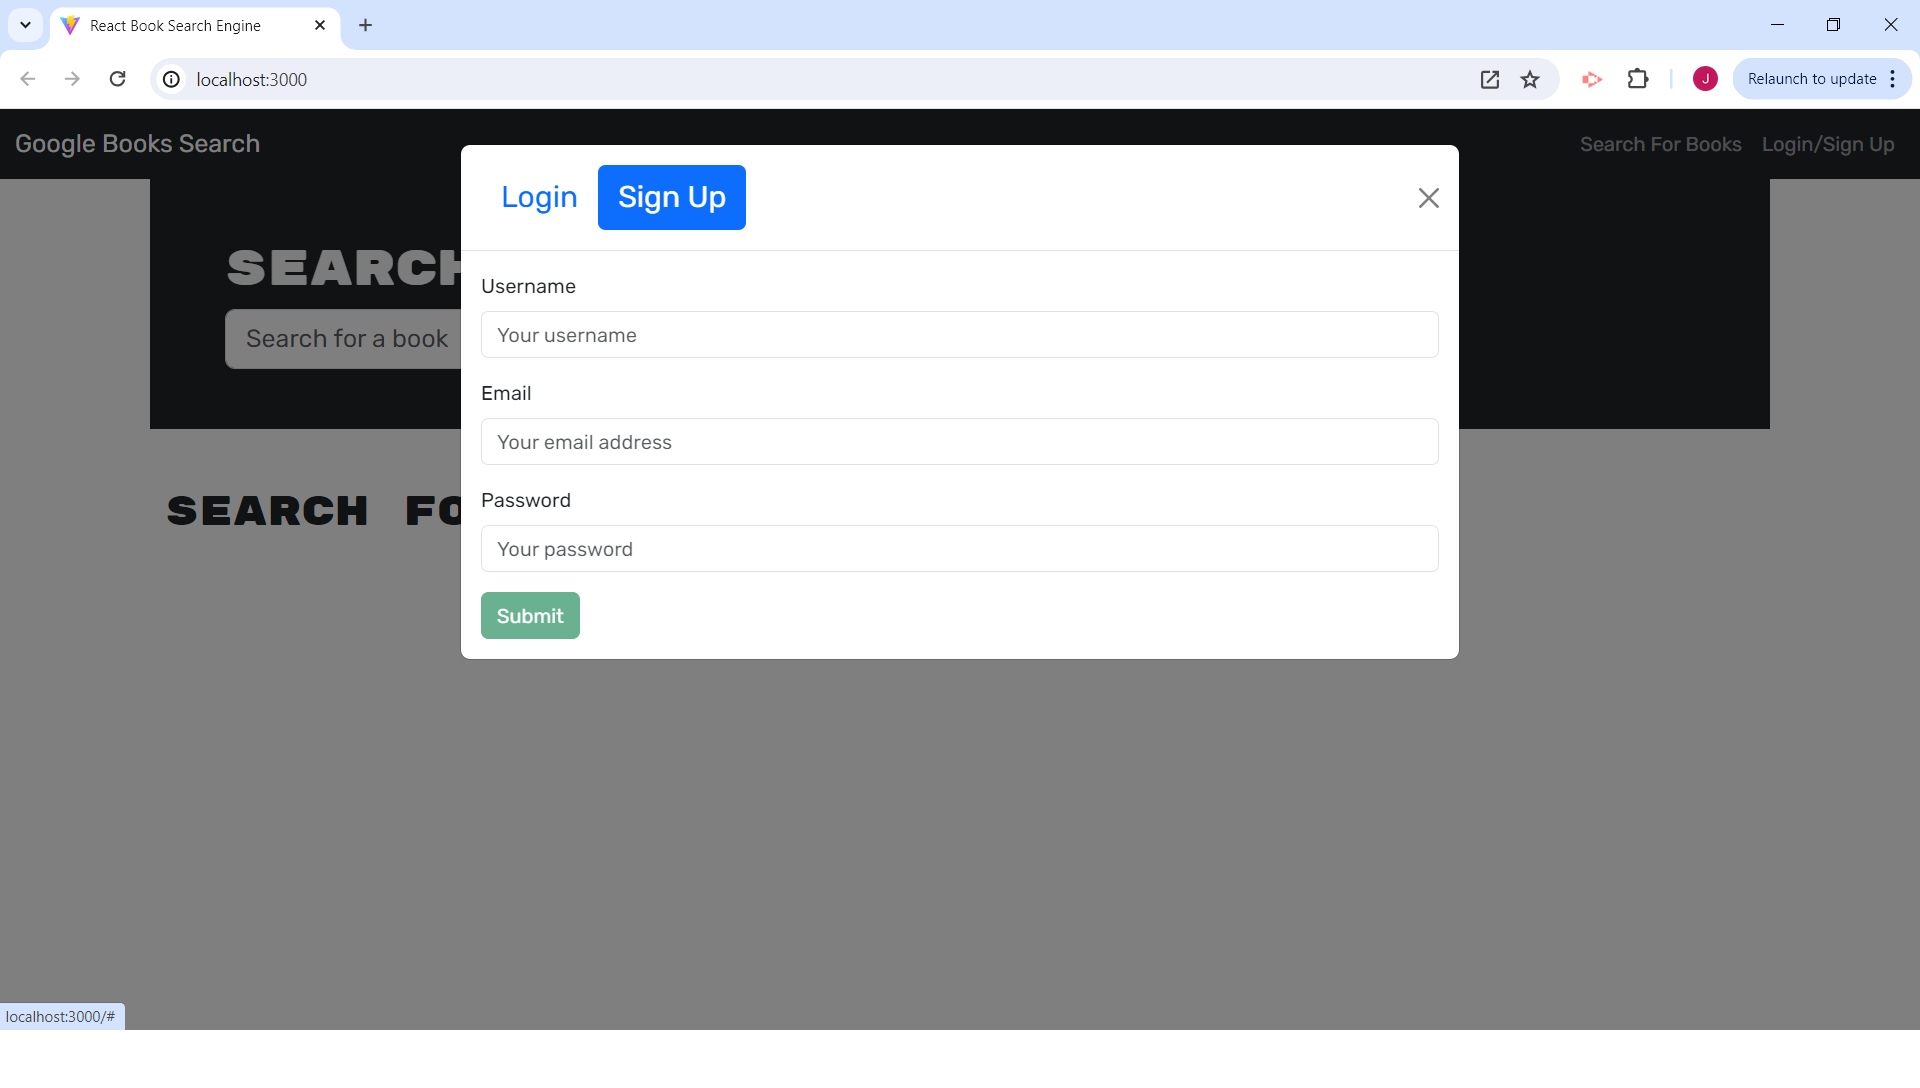 React Book Search Engine
localhost:3000
J
Relaunch to update
Google Books Search
Search For Books
Login/Sign Up
Login
Sign Up
SEARCH
Search for a book
Username
Your username
Email
Your email address
SEARCH FO
Password
Your password
Submit
localhost:3000/#